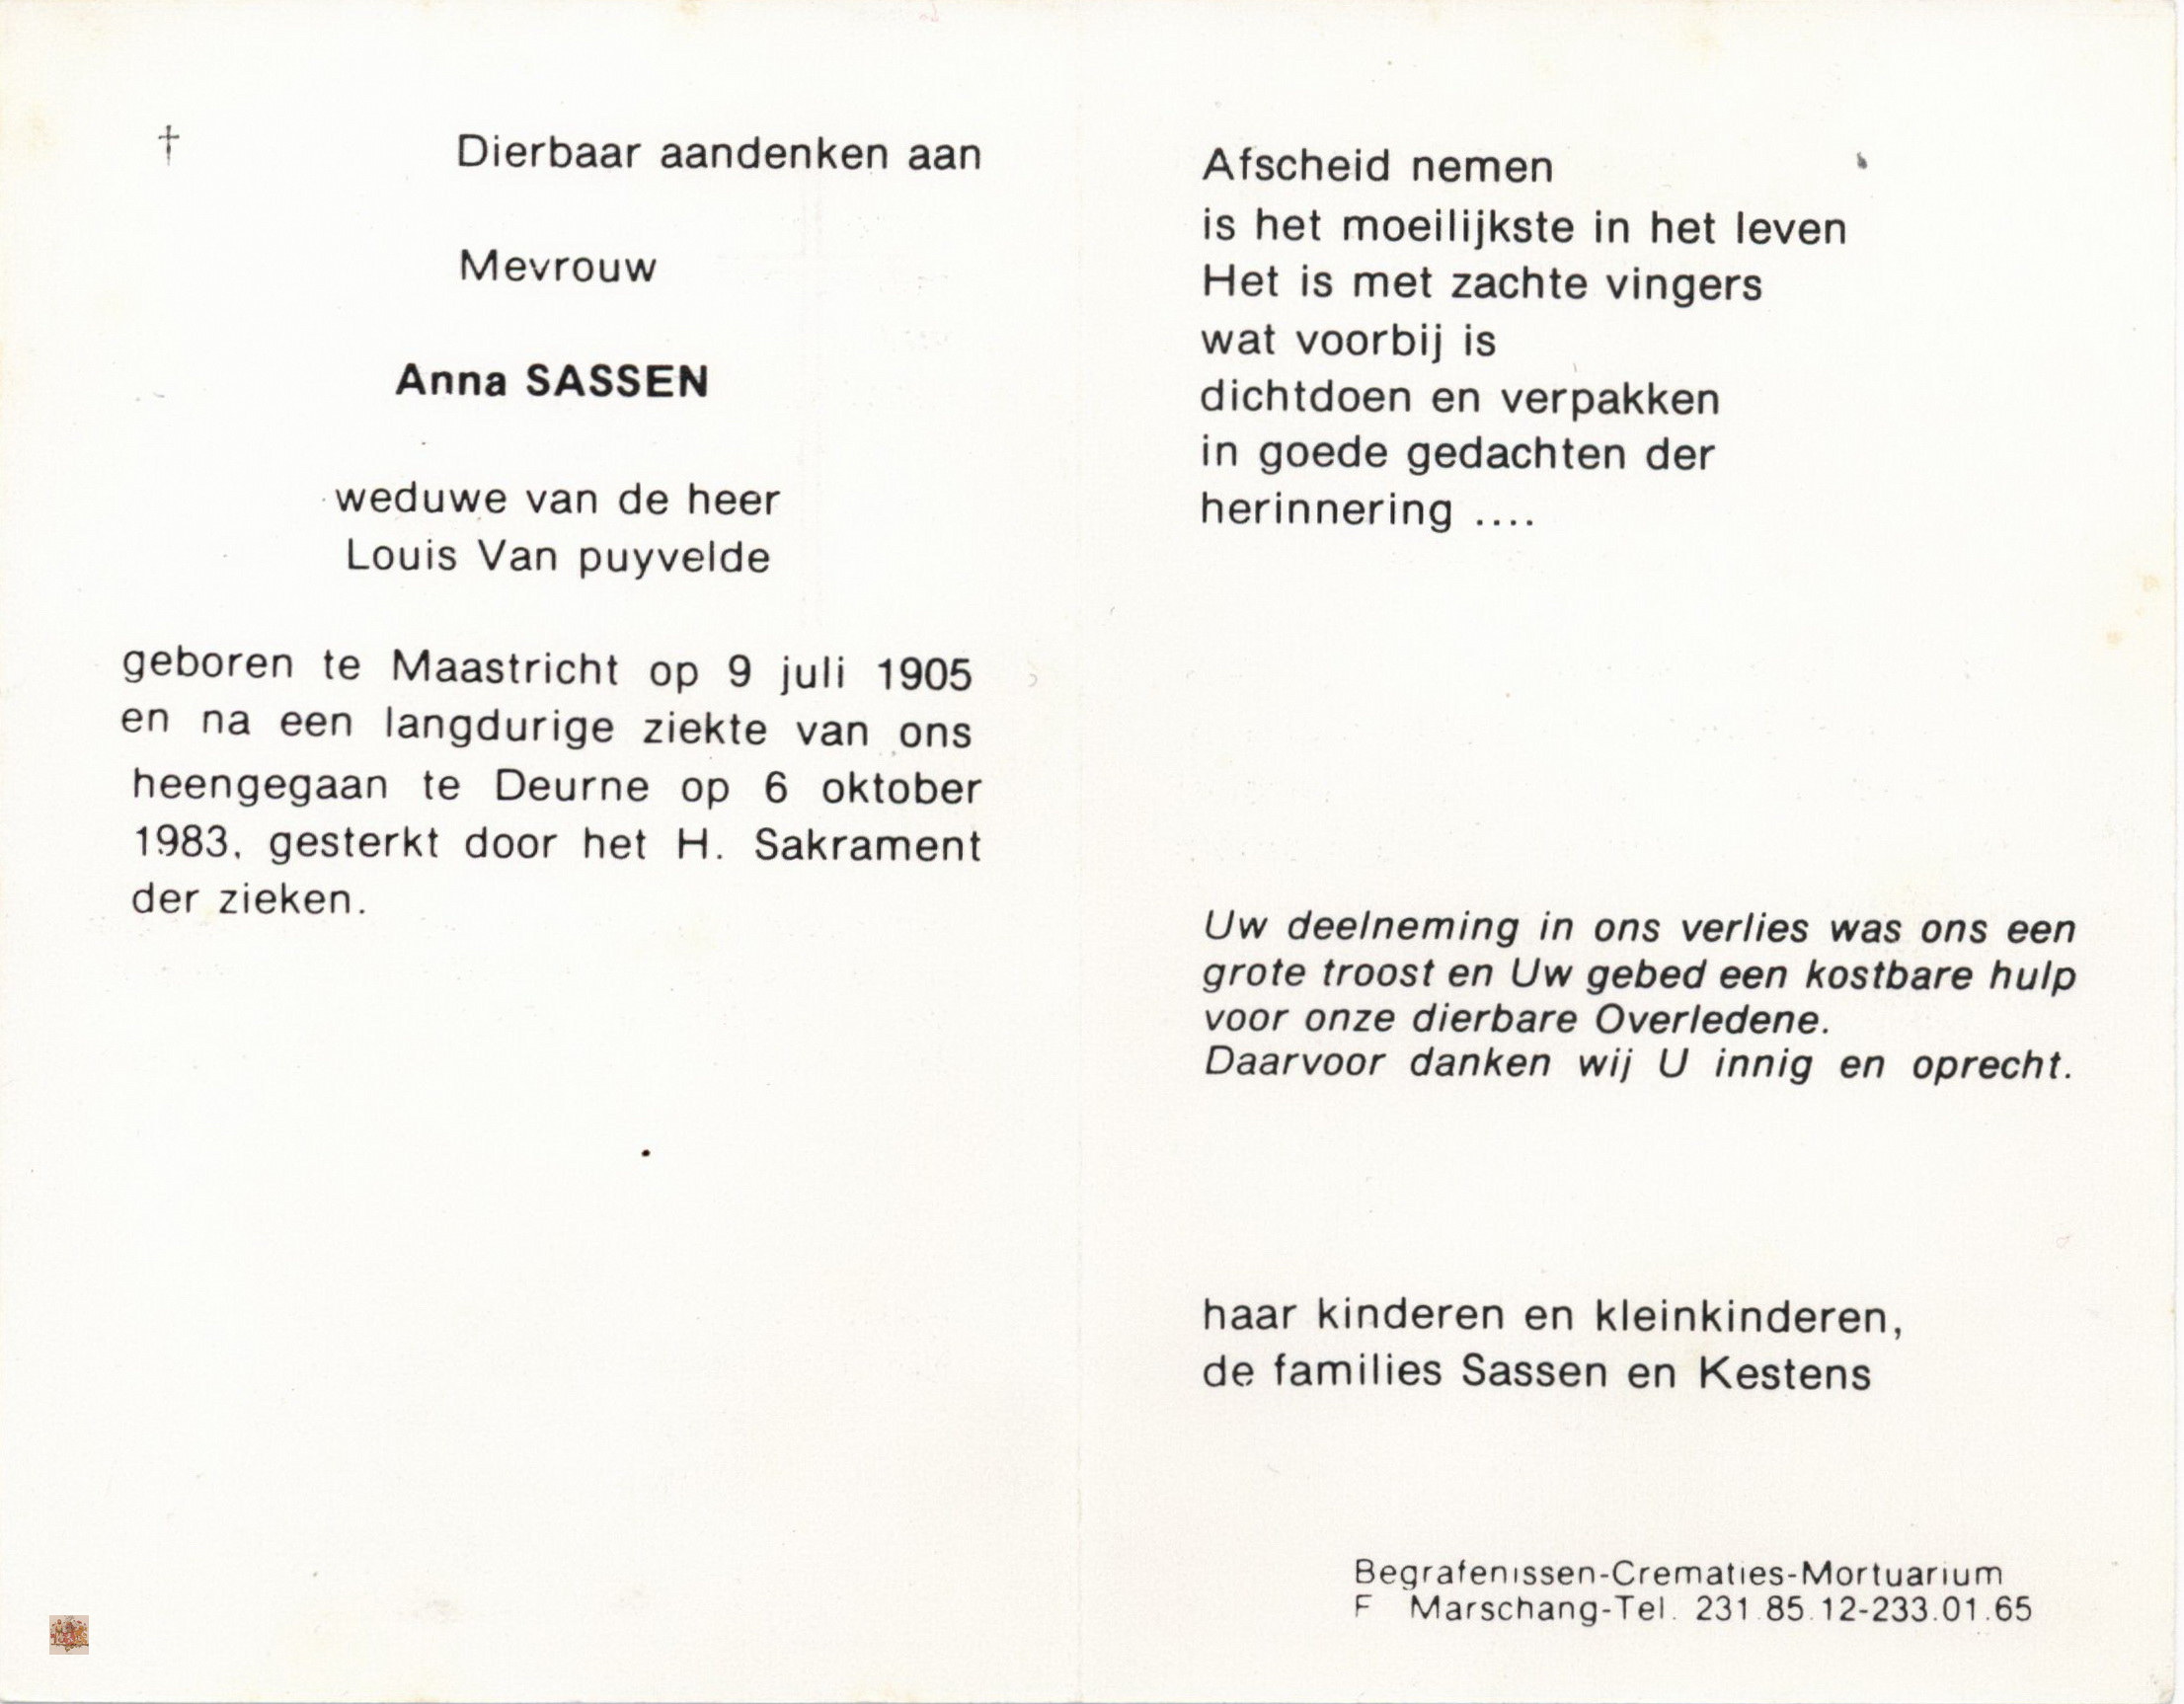 †
Dierbaar aandenken aan
Mevrouw
Anna SASSEN
weduwe van de heer
Louis Van puyvelde
geboren te Maastricht op 9 juli 1905
en na een langdurige ziekte van ons
heengegaan te Deurne op 6 oktober
1983, gesterkt door het H. Sakrament
der zieken.
Afscheid nemen
is het moeilijkste in het leven
Het is met zachte vingers
wat voorbij is
dichtdoen en verpakken
in goede gedachten der
herinnering ....
Uw deelneming in ons verlies was ons een
grote troost en Uw gebed een kostbare hulp
voor onze dierbare Overledene.
Daarvoor danken wij U innig en oprecht.
haar kinderen en kleinkinderen,
de families Sassen en Kestens
Begrafenissen-Crematies-Mortuarium
F Marschang-Tel. 231.85.12-233.01.65